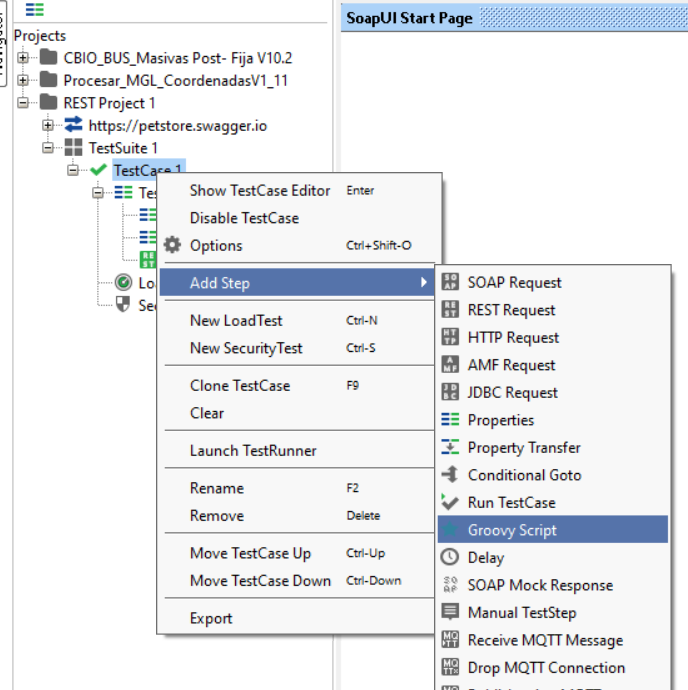 SoapUI Start Page
Projects
CBIO_BUS_Masivas Post- Fija V10.2
Procesar_MGL_CoordenadasV1_11
REST Project 1
https://petstore.swagger.io
TestSuite 1
TestCase 1
Show TestCase Editor Enter
Disable TestCase
Options Ctrl+Shift-O
Add Step
New LoadTest Ctrl-N
New SecurityTest Ctrl-S
Clone TestCase F9
Clear
Launch TestRunner
Rename F2
Remove Delete
Move TestCase Up Ctrl-Up
Move TestCase Down Ctrl-Down
Export
SOAP Request
REST Request
HTTP Request
AMF Request
JDBC Request
Properties
Property Transfer
Conditional Goto
Run TestCase
Groovy Script
Delay
SOAP Mock Response
Manual TestStep
Receive MQTT Message
Drop MQTT Connection